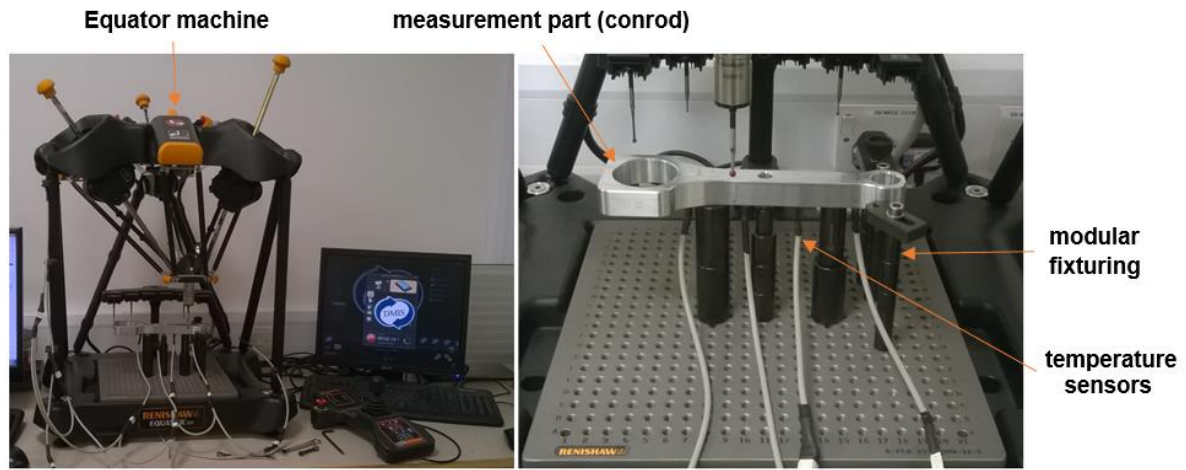 Equator machine
measurement part (conrod)
modular
fixturing
temperature
sensors
DMIS
RENISHAW
EQUATOR
RENISHAW